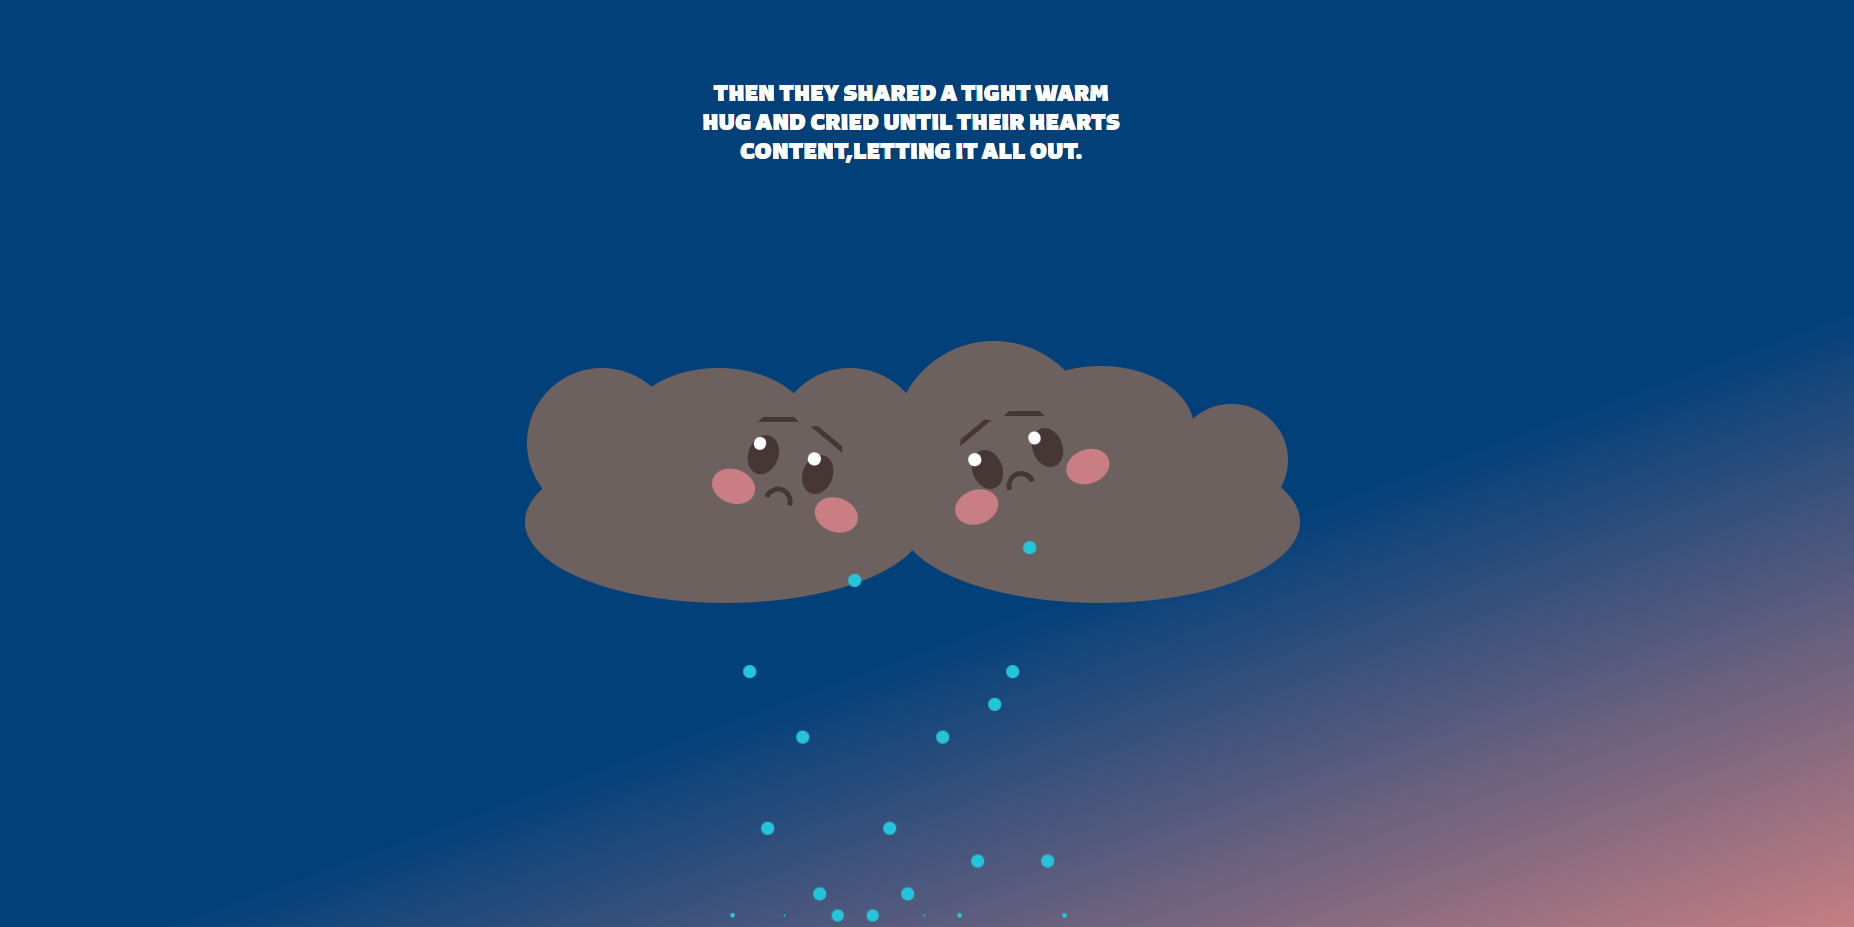 THEN THEY SHARED A TIGHT WARM
HUG AND CRIED UNTIL THEIR HEARTS
CONTENT,LETTING IT ALL OUT.